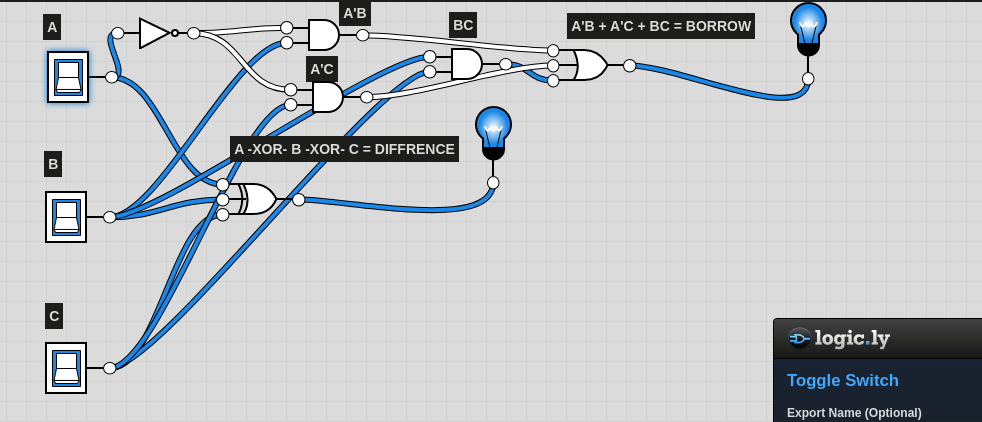 A'B
A
BC
A'B + A'C + BC = BORROW
A'C
A -XOR- B -XOR- C = DIFFRENCE
B
C
logic.ly
Toggle Switch
Export Name (Optional)